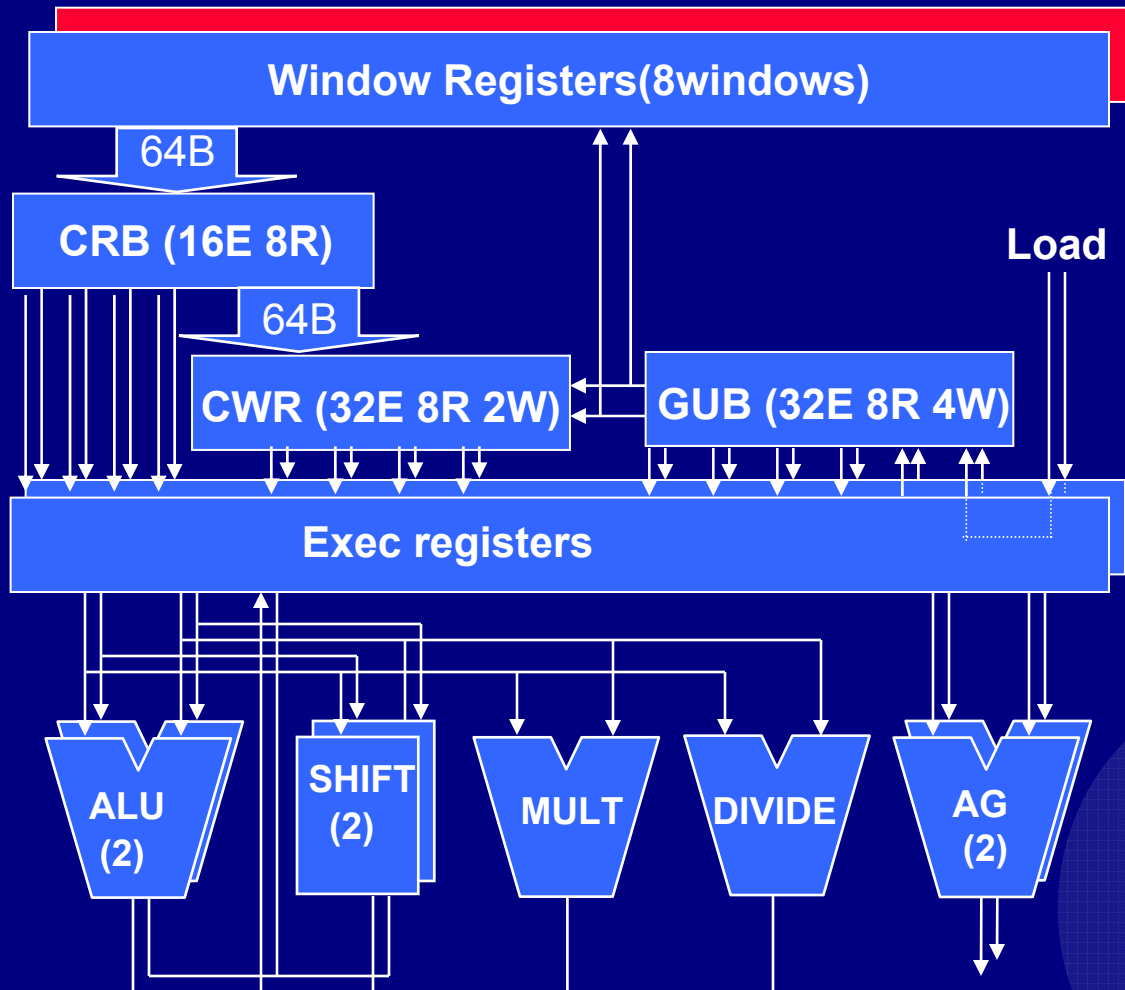 Window Registers(8windows)
64B
CRB (16E 8R)
Load
64B
CWR (32E 8R 2W)
GUB (32E 8R 4W)
Exec registers
ALU
(2)
SHIFT
(2)
MULT
DIVIDE
AG
(2)